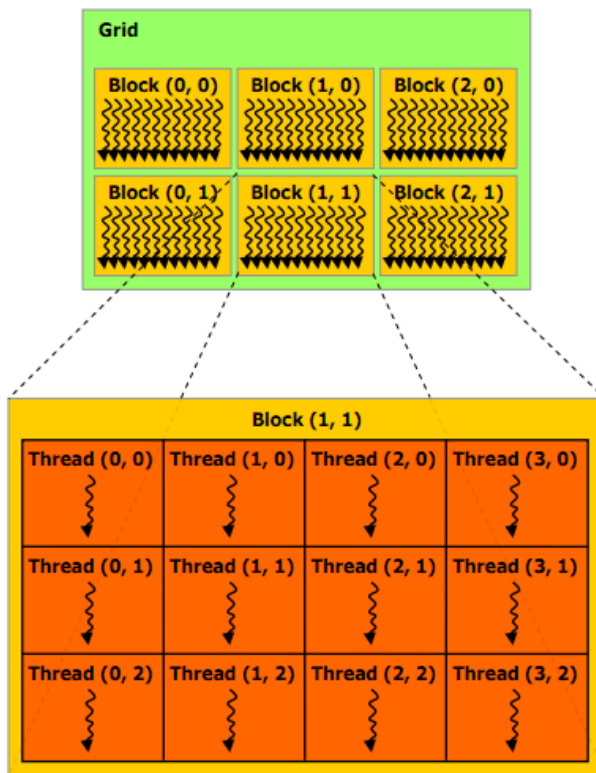 Grid
Block (0, 0) Block (1, 0) Block (2, 0)
Block (0, 1) Block (1, 1) Block (2, 1)
Block (1, 1)
Thread (0, 0) Thread (1, 0) Thread (2, 0) Thread (3, 0)
Thread (0, 1) Thread (1, 1) Thread (2, 1) Thread (3, 1)
Thread (0, 2) Thread (1, 2) Thread (2, 2) Thread (3, 2)